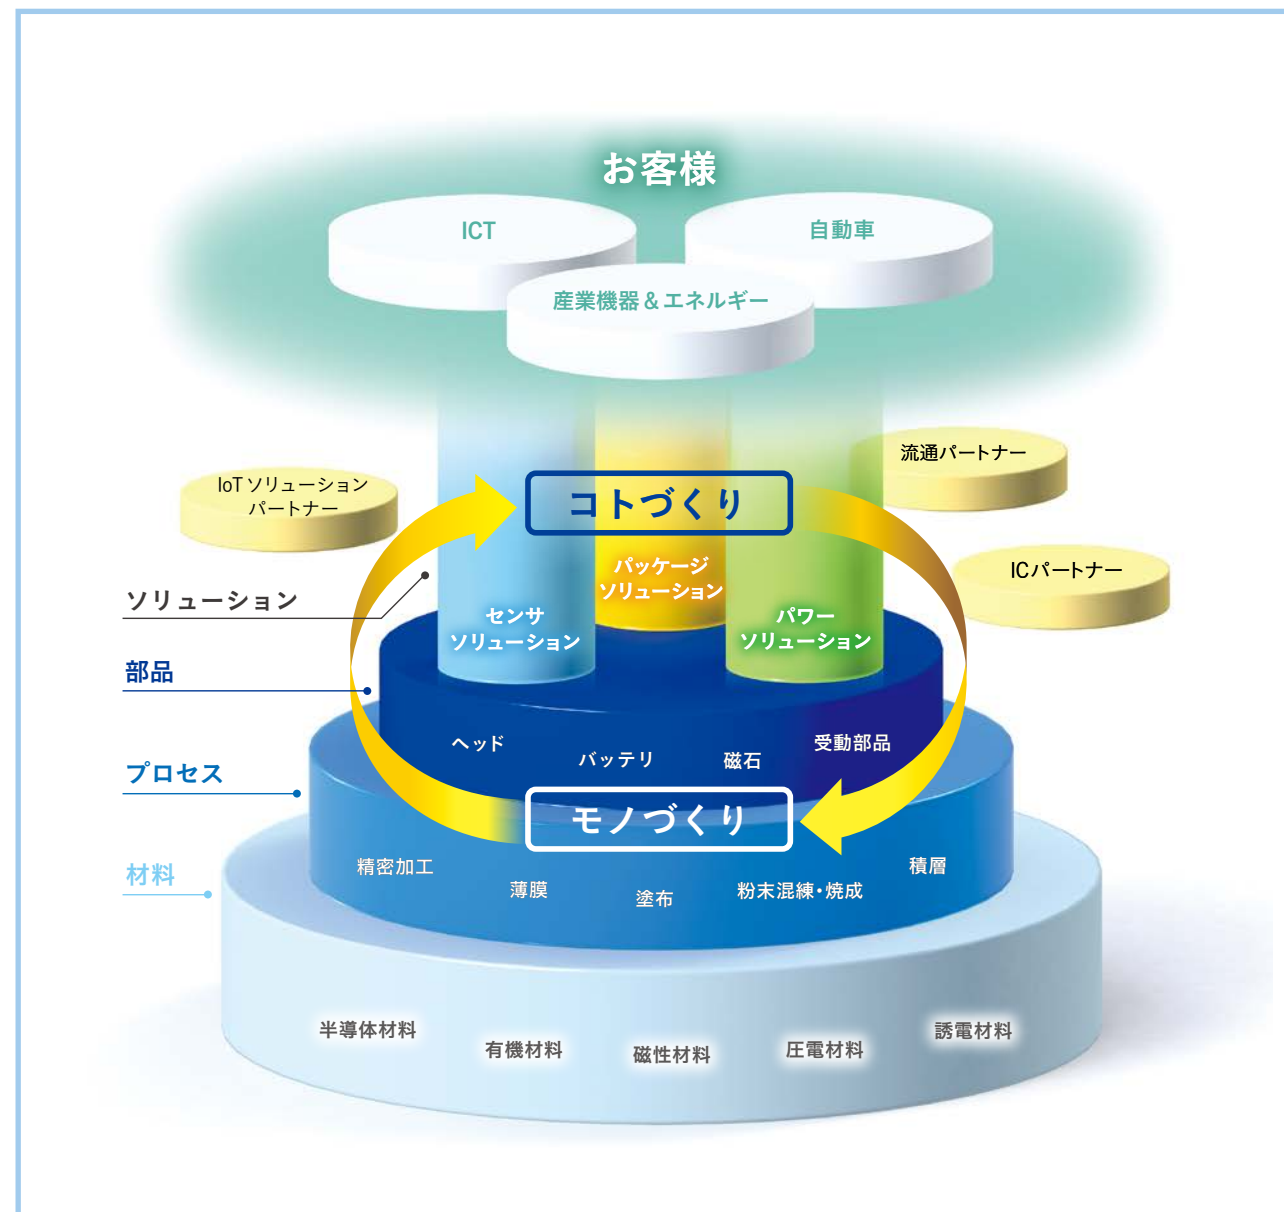 お客様
ICT
自動車
産業機器&エネルギー
流通パートナー
IoTソリューション
パートナー
コトづくり
ICパートナー
パッケージ
ソリューション
ソリューション
センサ
ソリューション
パワー
ソリューション
部品
ヘッド
バッテリ
磁石
受動部品
プロセス
モノづくり
材料
精密加工
薄膜
塗布
粉末混練・焼成
積層
半導体材料
有機材料
磁性材料
圧電材料
誘電材料